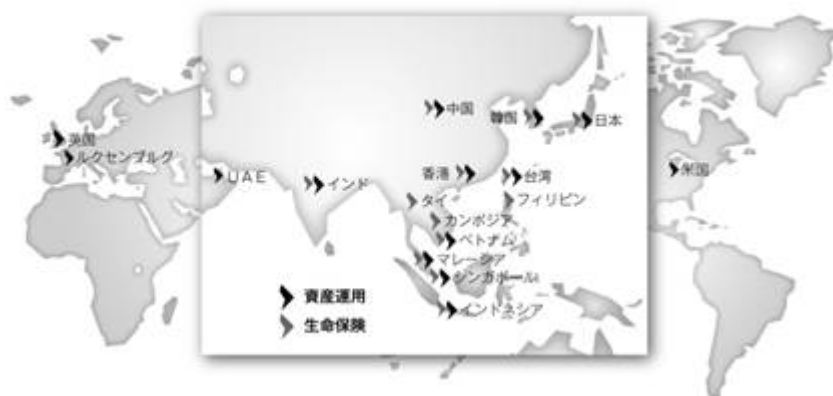 中国
韓国
日本
英国
ルクセンブルグ
UAE
インド
香港
台湾
米国
タイ
フィリピン
カンボジア
ベトナム
マレーシア
シンガポール
資産運用
インドネシア
生命保険